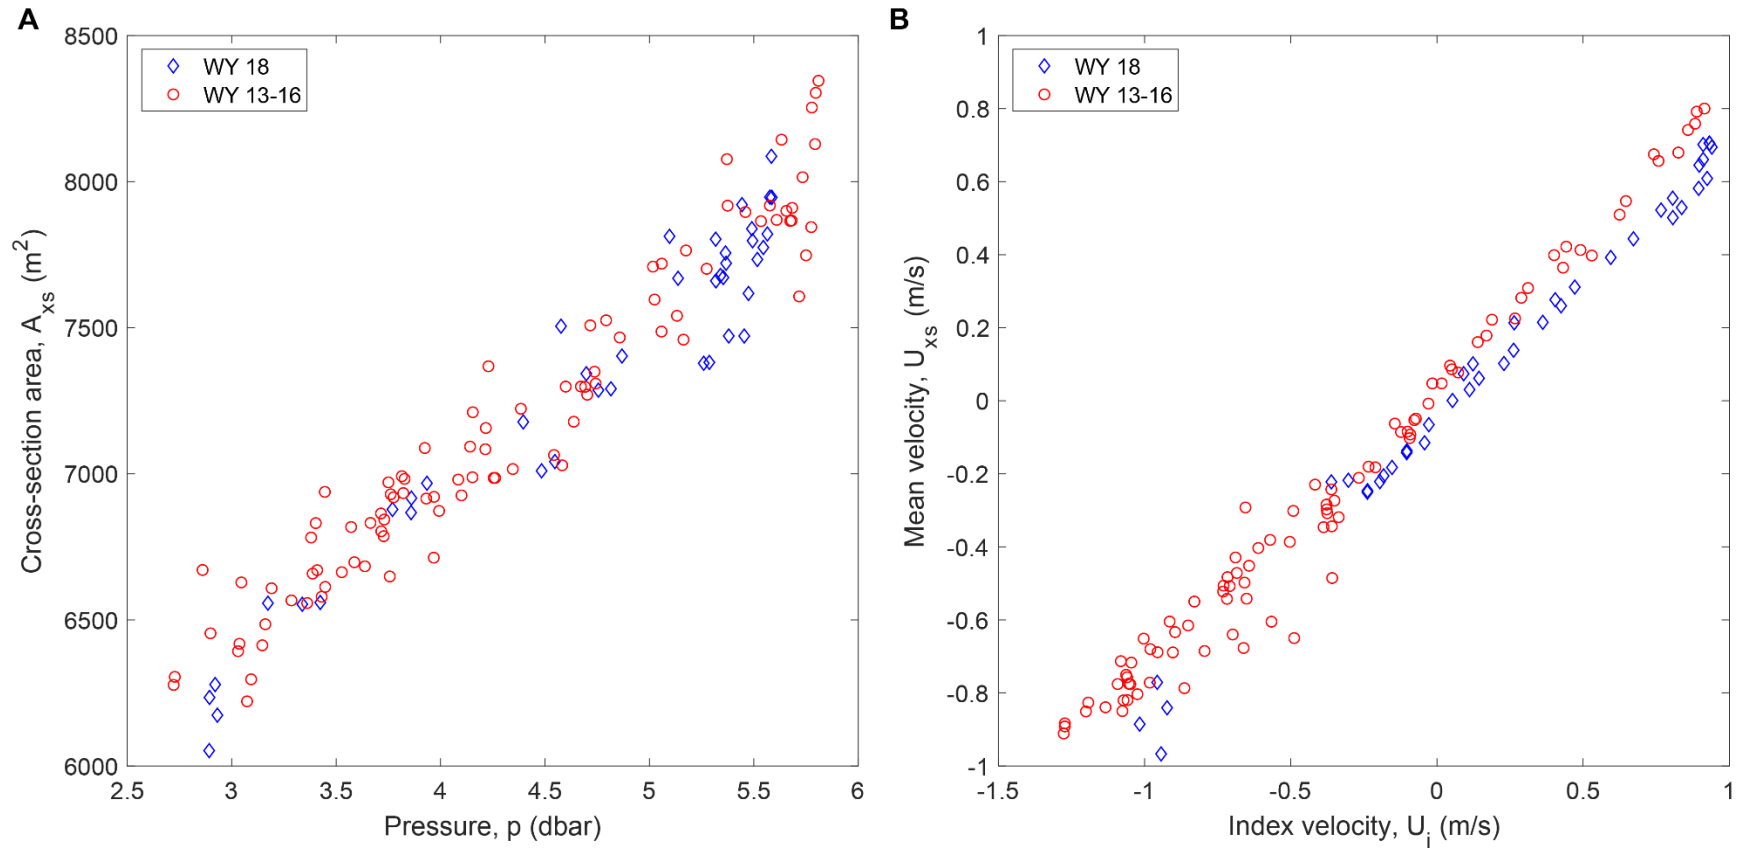 A
8500
8000
7500
7000
6500
6000
Cross-section area, Axs (m2)
WY 18
WY 13-16
2.5 3 3.5 4 4.5 5 5.5 6
Pressure, p (dbar)
B
1
0.8
0.6
0.4
0.2
0
-0.2
-0.4
-0.6
-0.8
-1
Mean velocity, Uxs (m/s)
WY 18
WY 13-16
-1.5 -1 -0.5 0 0.5 1
Index velocity, Ui (m/s)